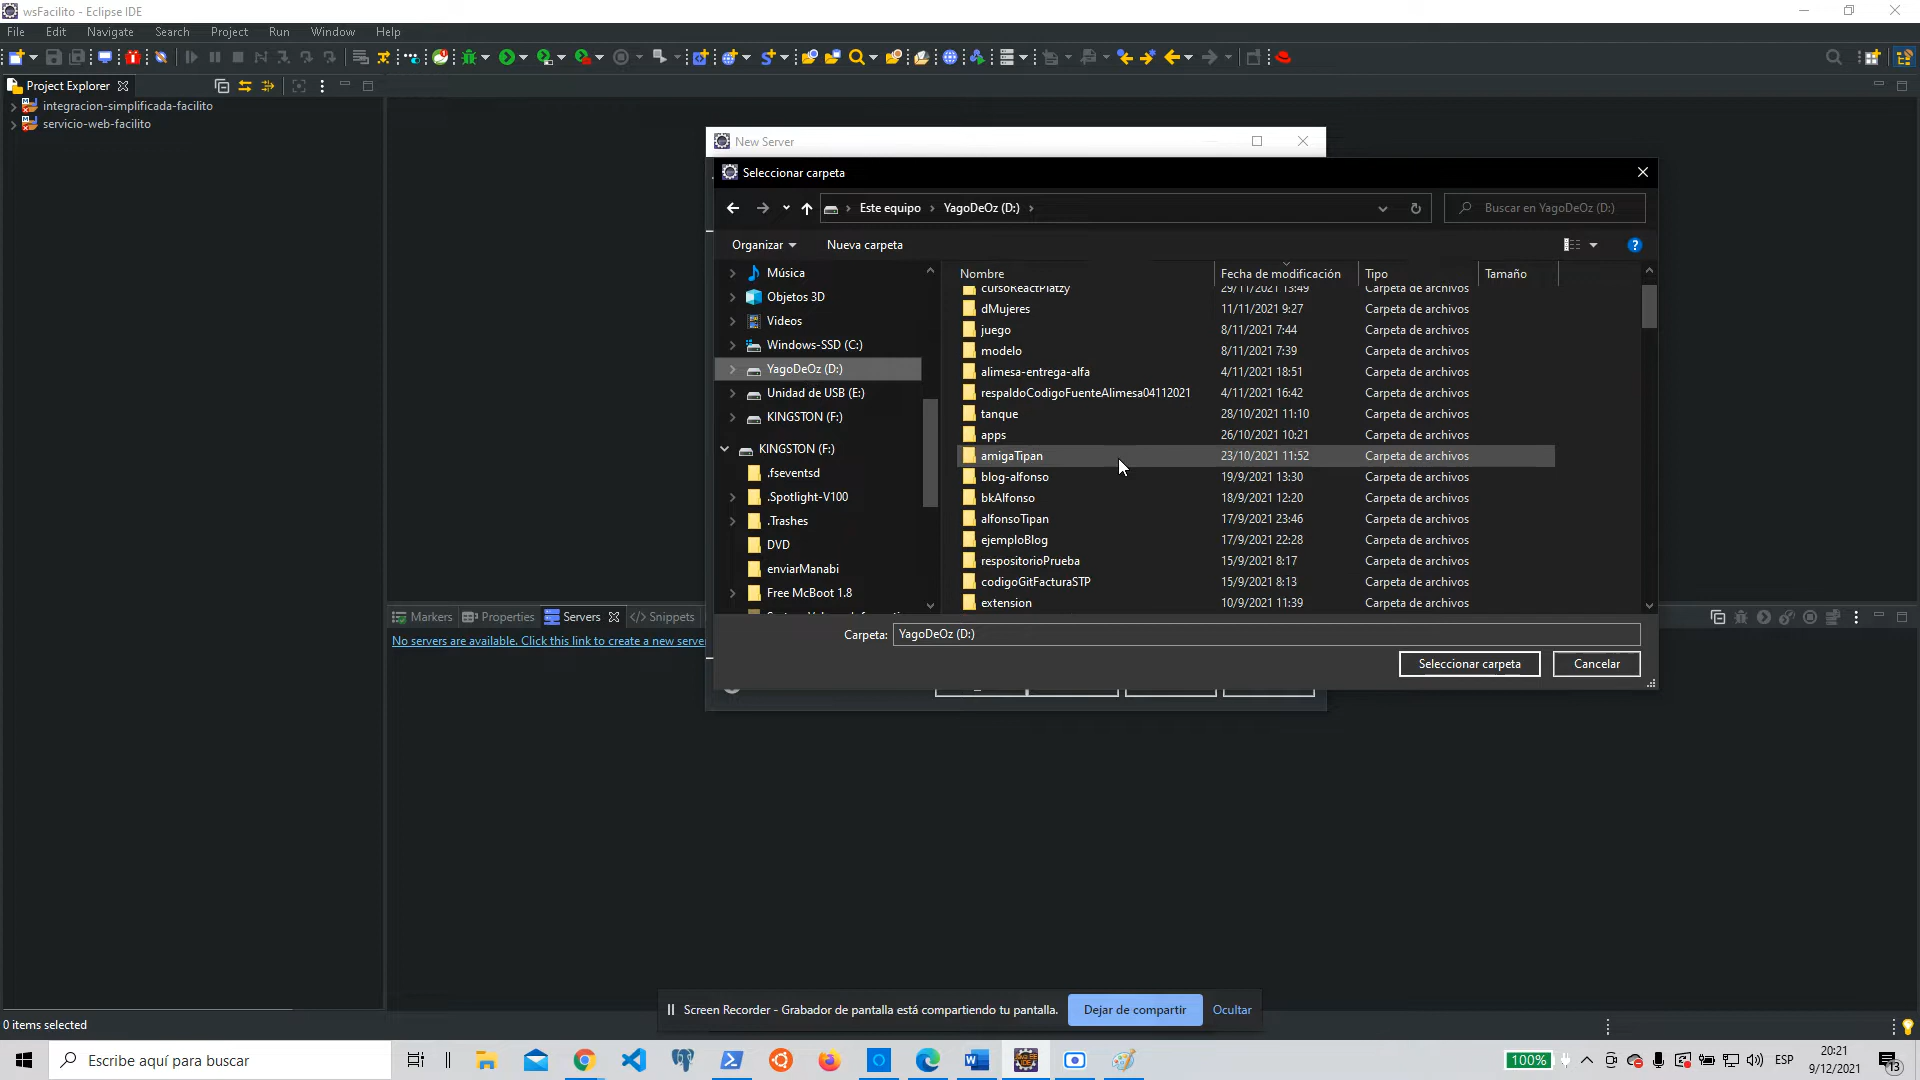 wsFacilito - Eclipse IDE
File Edit Navigate Search Project Run Window Help
Project Explorer
integracion-simplificada-facilito
servicio-web-facilito
New Server
Seleccionar carpeta
Este equipo YagoDeOz (D:)
Buscar en YagoDeOz (D:)
Organizar
Nueva carpeta
Música
Objetos 3D
Videos
Windows-SSD (C:)
YagoDeOz (D:)
Unidad de USB (E:)
KINGSTON (F:)
KINGSTON (F:)
.fseventsd
.Spotlight-V100
.Trashes
DVD
enviarManabi
Free McBoot 1.8
Nombre Fecha de modificación Tipo Tamaño
cursoReactPlatzy 29/11/2021 13:49 Carpeta de archivos
dMujeres 11/11/2021 9:27 Carpeta de archivos
juego 8/11/2021 7:44 Carpeta de archivos
modelo 8/11/2021 7:39 Carpeta de archivos
alimesa-entrega-alfa 4/11/2021 18:51 Carpeta de archivos
respaldoCodigoFuenteAlimesa04112021 4/11/2021 16:42 Carpeta de archivos
tanque 28/10/2021 11:10 Carpeta de archivos
apps 26/10/2021 10:21 Carpeta de archivos
amigaTipan 23/10/2021 11:52 Carpeta de archivos
blog-alfonso 19/9/2021 13:30 Carpeta de archivos
bkAlfonso 18/9/2021 12:20 Carpeta de archivos
alfonsoTipan 17/9/2021 23:46 Carpeta de archivos
ejemploBlog 17/9/2021 22:28 Carpeta de archivos
respositorioPrueba 15/9/2021 8:17 Carpeta de archivos
codigoGitFacturaSTP 15/9/2021 8:13 Carpeta de archivos
extension 10/9/2021 11:39 Carpeta de archivos
Carpeta: YagoDeOz (D:)
Seleccionar carpeta Cancelar
Markers Properties Servers Snippets
No servers are available. Click this link to create a new serve
Screen Recorder - Grabador de pantalla está compartiendo tu pantalla.
Dejar de compartir
Ocultar
0 items selected
Escribe aquí para buscar
100%
ESP
20:21
9/12/2021
13